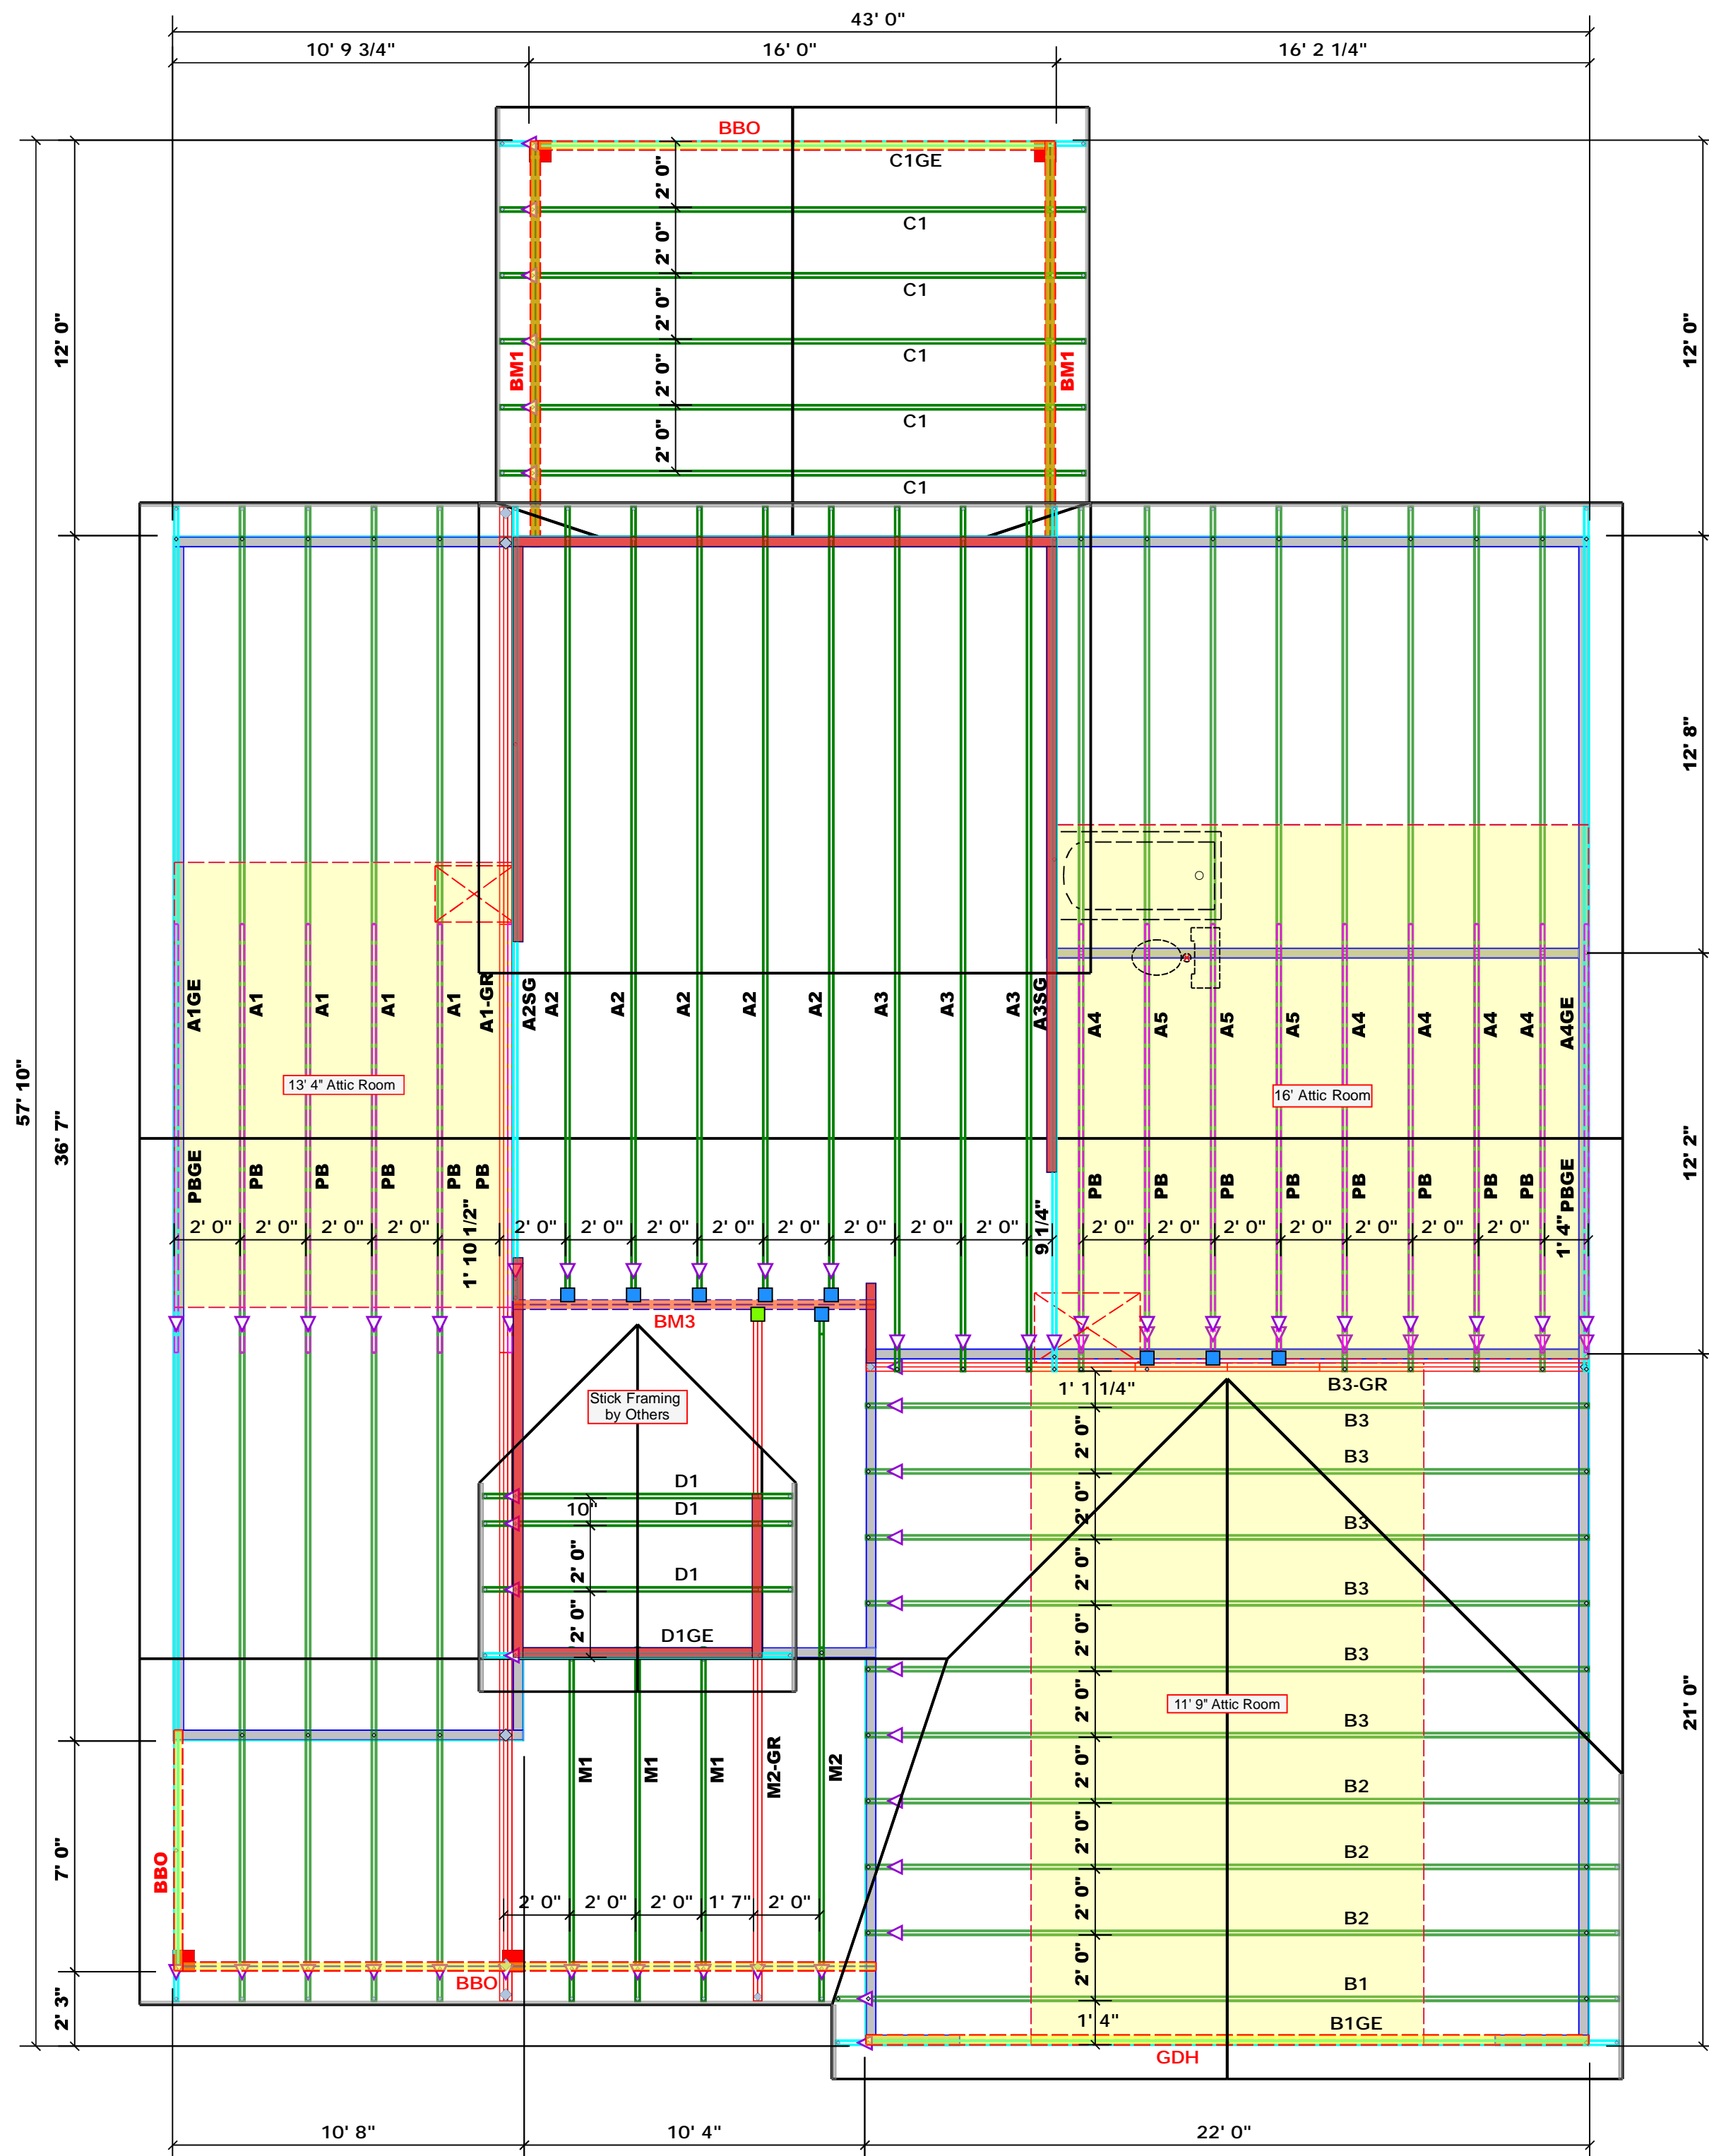 43' 0"
10' 9 3/4"
16' 0"
16' 2 1/4"
BBO
C1GE
2' 0"
C1
2' 0"
C1
2' 0"
C1
2' 0"
C1
2' 0"
C1
BM1
BM1
12' 0"
12' 0"
12' 8"
57' 10"
36' 7"
12' 2"
A1GE
A1
A1
A1
A1
A1-GR
A2SG
A2
A2
A2
A2
A2
A3
A3
A3
A3SG
A4
A5
A5
A5
A4
A4
A4
A4
A4GE
13' 4" Attic Room
16' Attic Room
PBGE
PB
PB
PB
PB
PB
PB
PB
PB
PB
PB
PB
PB
PB
PBGE
2' 0"
2' 0"
2' 0"
2' 0"
1' 10 1/2"
2' 0"
2' 0"
2' 0"
2' 0"
2' 0"
2' 0"
2' 0"
2' 0"
9 1/4"
2' 0"
2' 0"
2' 0"
2' 0"
2' 0"
2' 0"
2' 0"
1' 4"
BM3
Stick Framing
by Others
1' 1 1/4"
B3-GR
B3
2' 0"
B3
2' 0"
B3
2' 0"
B3
2' 0"
B3
2' 0"
B3
2' 0"
B2
2' 0"
B2
2' 0"
B2
2' 0"
B1
1' 4"
B1GE
GDH
D1
10"
D1
2' 0"
D1
2' 0"
D1GE
11' 9" Attic Room
21' 0"
M1
M1
M1
M2-GR
M2
7' 0"
BBO
2' 0"
2' 0"
2' 0"
1' 7"
2' 0"
BBO
2' 3"
10' 8"
10' 4"
22' 0"